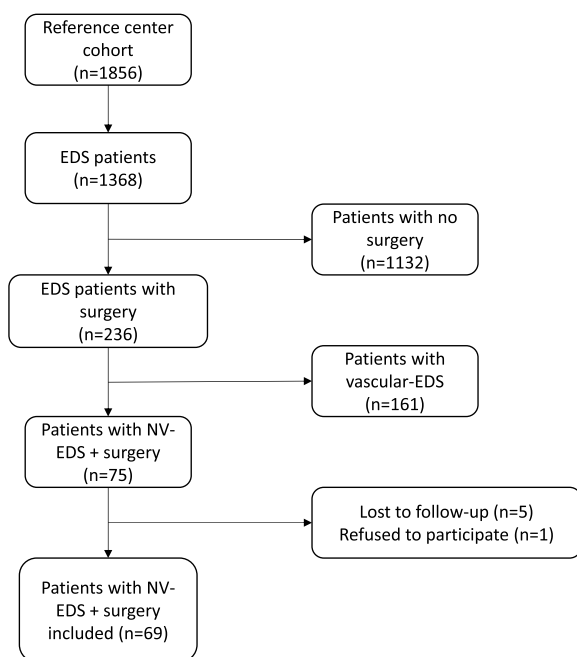 Reference center
cohort
(n=1856)
EDS patients
(n=1368)
Patients with no
surgery
(n=1132)
EDS patients with
surgery
(n=236)
Patients with
vascular-EDS
(n=161)
Patients with NV-
EDS + surgery
(n=75)
Lost to follow-up (n=5)
Refused to participate (n=1)
Patients with NV-
EDS + surgery
included (n=69)